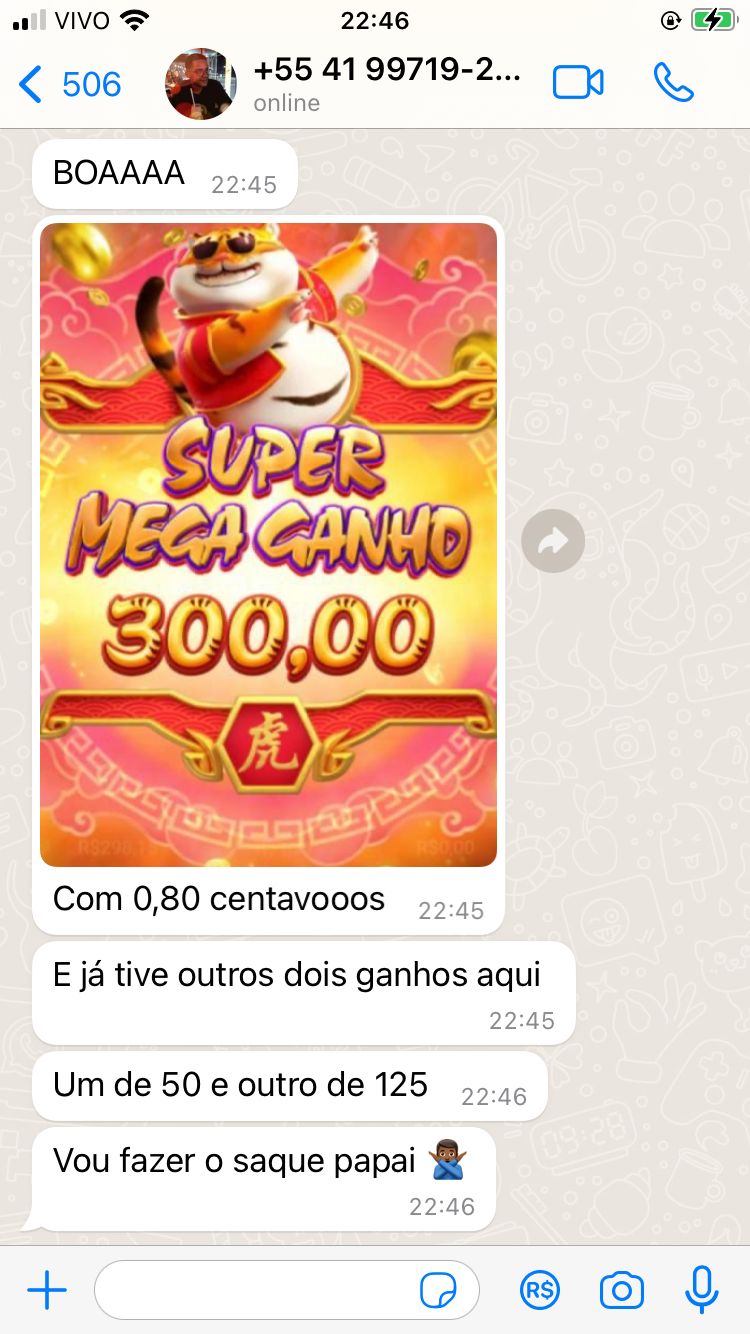 VIVO 22:46
506 +55 41 99719-2...
online
BOAAAA 22:45
SUPER
MEGA GANHO
300,00
虎
R$0,00
Com 0,80 centavooos 22:45
E já tive outros dois ganhos aqui
22:45
Um de 50 e outro de 125 22:46
Vou fazer o saque papai 🙅🏾‍♂️
22:46
R$